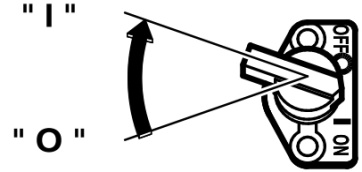 " I "
OFF
" O "
I ON